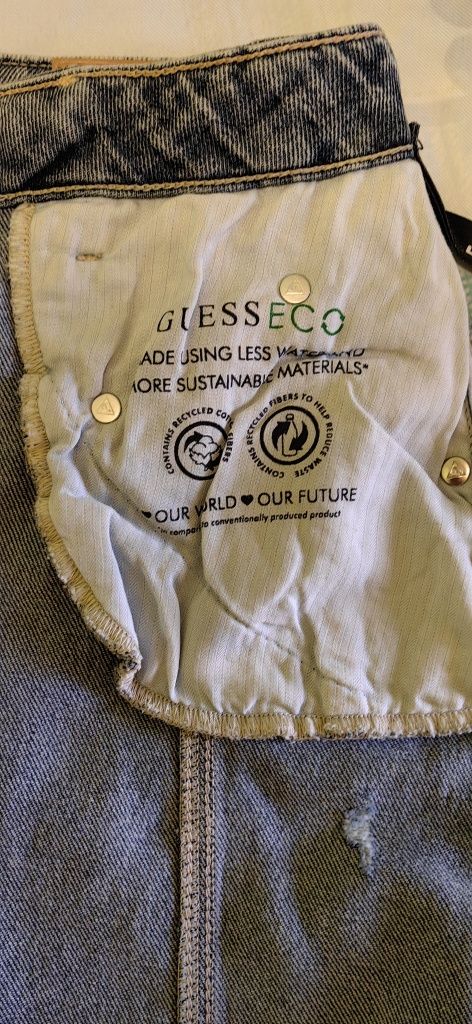 GUESSECO
ADE USING LESS WATER AND
ORE SUSTAINABLE MATERIALS*
CONTAINS RECYCLED COTTON FIBERS
CONTAINS RECYCLED FIBERS TO HELP REDUCE WASTE
OUR WORLD ♥ OUR FUTURE
compared to conventionally produced product